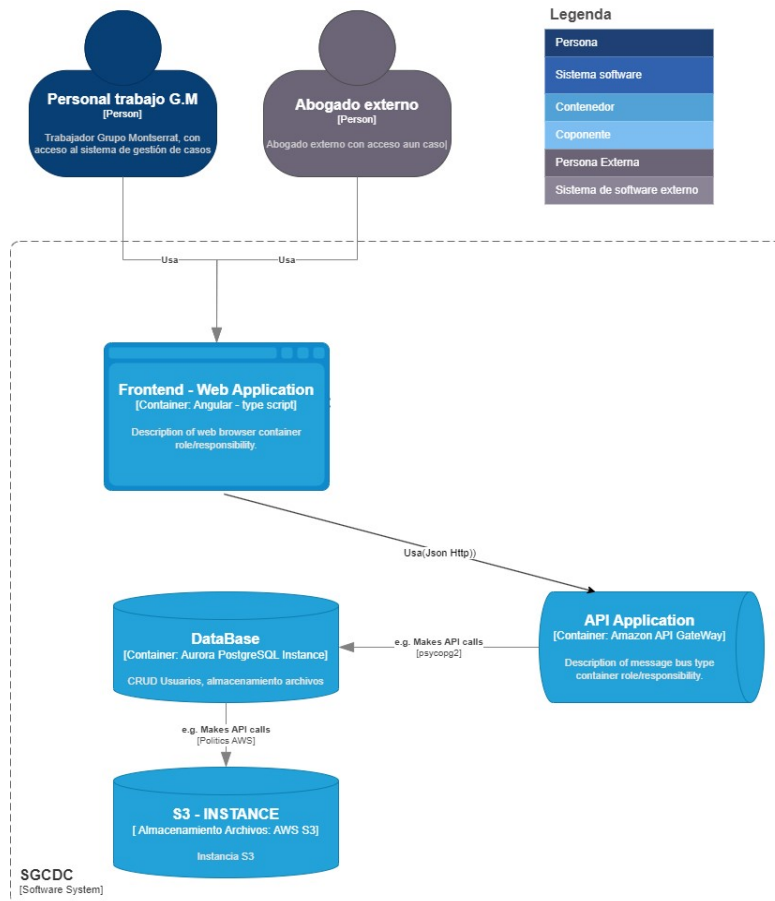 Legenda
Persona
Sistema software
Contenedor
Coponente
Persona Externa
Sistema de software externo
Personal trabajo G.M
[Person]
Trabajador Grupo Montserrat, con
acceso al sistema de gestión de casos
Abogado externo
[Person]
Abogado externo con acceso aun caso|
Usa
Usa
Frontend - Web Application
[Container: Angular - type script]
Description of web browser container
role/responsibility.
Usa(Json Http))
API Application
[Container: Amazon API GateWay]
Description of message bus type
container role/responsibility.
e.g. Makes API calls
[psycopg2]
DataBase
[Container: Aurora PostgreSQL Instance]
CRUD Usuarios, almacenamiento archivos
e.g. Makes API calls
[Politics AWS]
S3 - INSTANCE
[ Almacenamiento Archivos: AWS S3]
Instancia S3
SGCDC
[Software System]